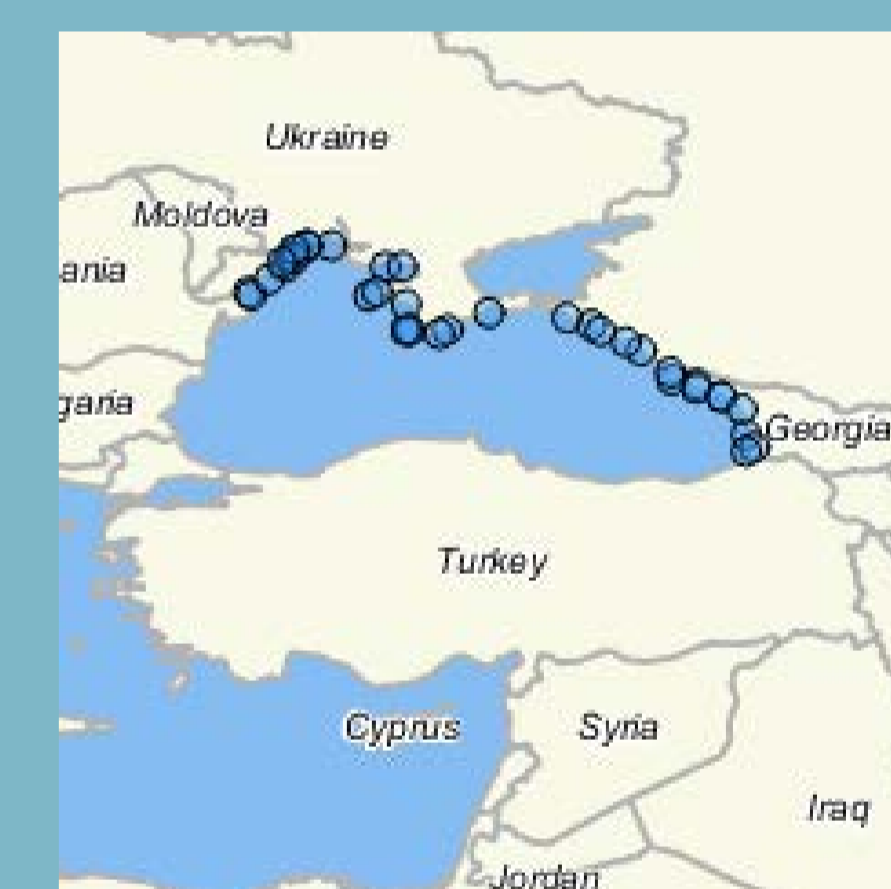 Ukraine
Moldova
ania
garia
Georgia
Turkey
Cyprus
Syria
Iraq
Jordan